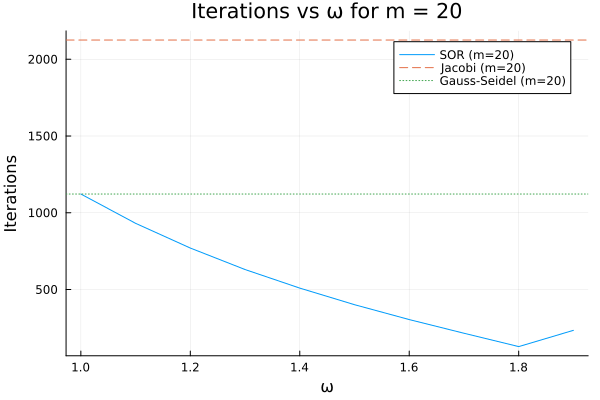 Iterations vs ω for m = 20
SOR (m=20)
Jacobi (m=20)
Gauss-Seidel (m=20)
Iterations
2000
1500
1000
500
1.0 1.2 1.4 1.6 1.8
ω